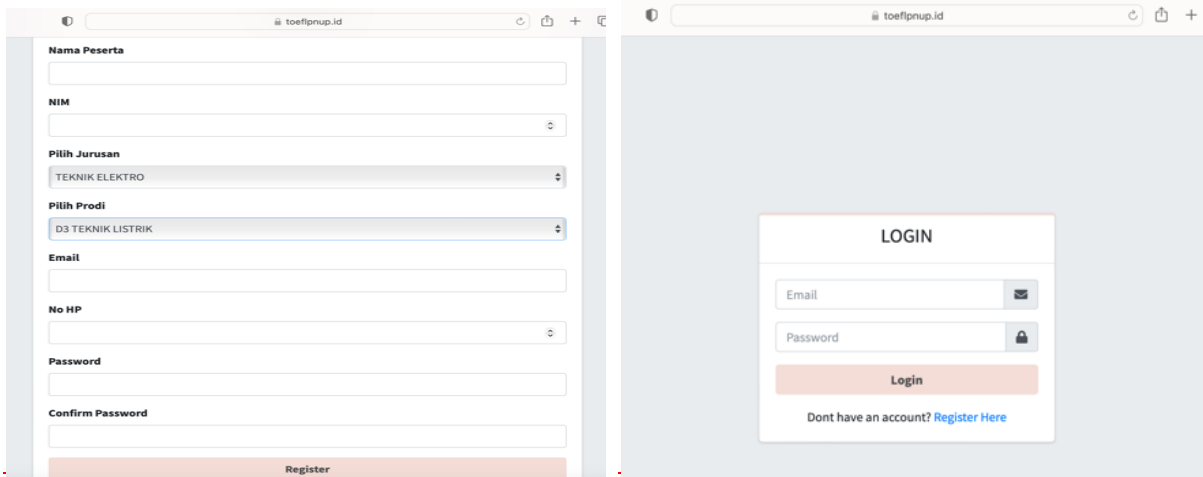 toeflpnup.id
Nama Peserta
NIM
Pilih Jurusan
TEKNIK ELEKTRO
Pilih Prodi
D3 TEKNIK LISTRIK
Email
No HP
Password
Confirm Password
Register
toeflpnup.id
LOGIN
Email
Password
Login
Dont have an account? Register Here